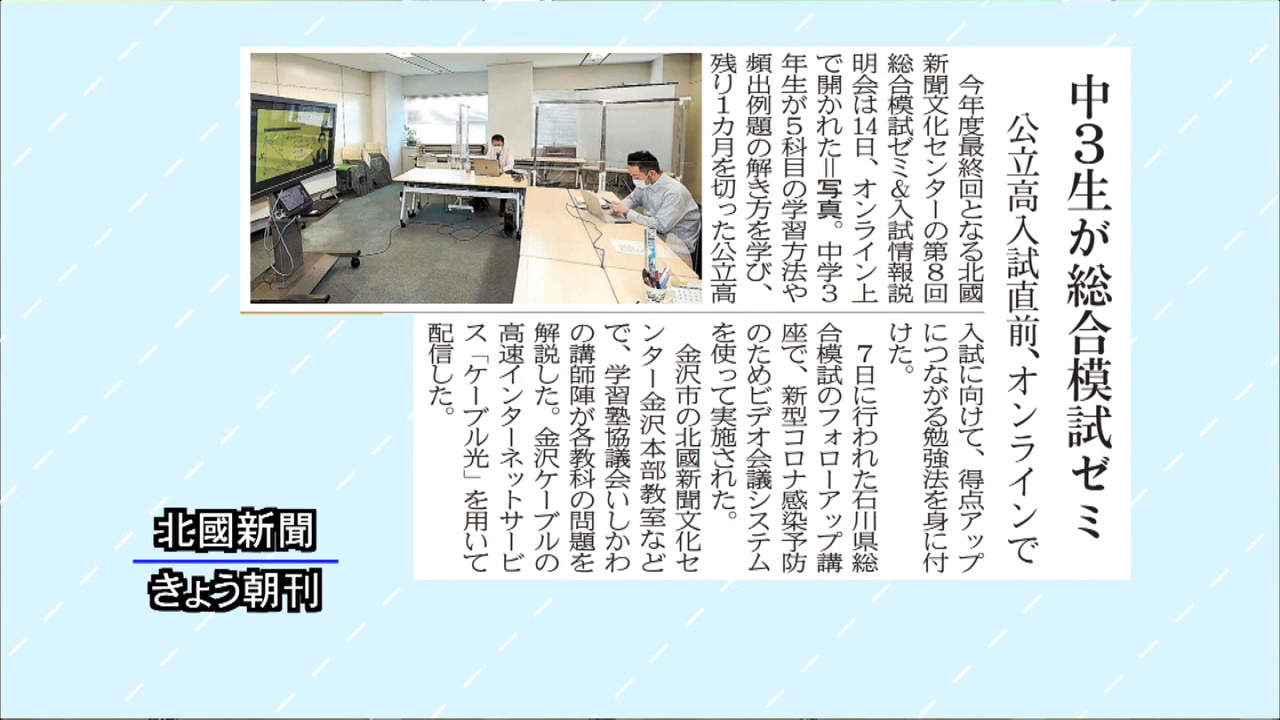 中3生が総合模試ゼミ
公立高入試直前、オンラインで
今年度最終回となる北國
新聞文化センターの第8回
総合模試ゼミ&入試情報説
明会は14日、オンライン上
で開かれた＝写真。中学3
年生が5科目の学習方法や
頻出例題の解き方を学び、
残り1カ月を切った公立高
入試に向けて、得点アップ
につながる勉強法を身に付
けた。
7日に行われた石川県総
合模試のフォローアップ講
座で、新型コロナ感染予防
のためビデオ会議システム
を使って実施された。
金沢市の北國新聞文化セ
ンター金沢本部教室など
で、学習塾協議会いしかわ
の講師陣が各教科の問題を
解説した。金沢ケーブルの
高速インターネットサービ
ス「ケーブル光」を用いて
配信した。
北國新聞
きょう朝刊